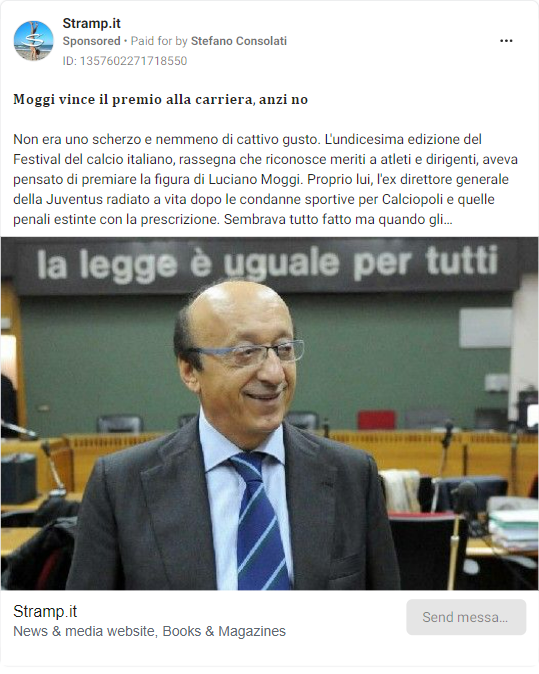 Stramp.it
Sponsored • Paid for by Stefano Consolati
ID: 1357602271718550
Moggi vince il premio alla carriera, anzi no
Non era uno scherzo e nemmeno di cattivo gusto. L'undicesima edizione del
Festival del calcio italiano, rassegna che riconosce meriti a atleti e dirigenti, aveva
pensato di premiare la figura di Luciano Moggi. Proprio lui, l'ex direttore generale
della Juventus radiato a vita dopo le condanne sportive per Calciopoli e quelle
penali estinte con la prescrizione. Sembrava tutto fatto ma quando gli...
la legge è uguale per tutti
Stramp.it
News & media website, Books & Magazines
Send messa...